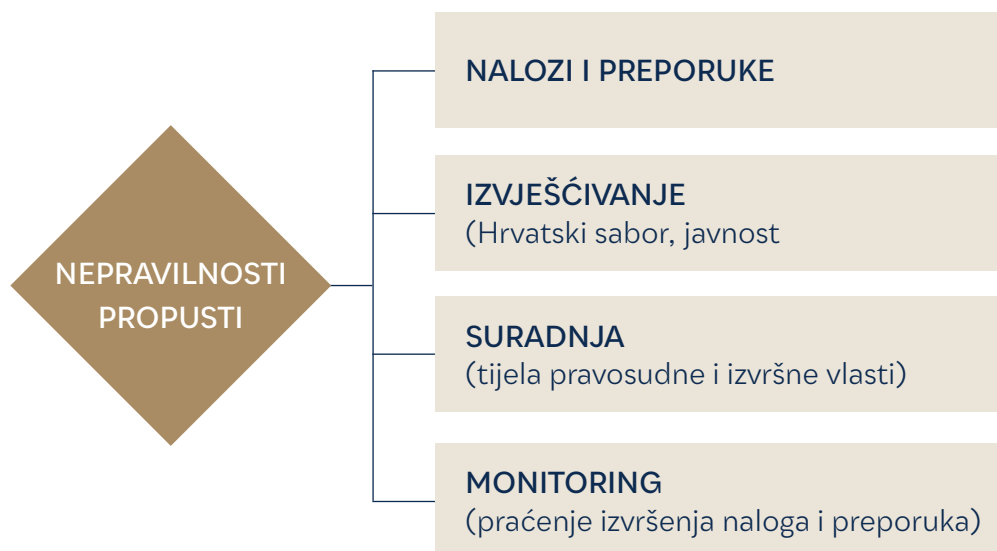 NEPRAVILNOSTI
PROPUSTI
NALOZI I PREPORUKE
IZVJEŠĆIVANJE
(Hrvatski sabor, javnost
SURADNJA
(tijela pravosudne i izvršne vlasti)
MONITORING
(praćenje izvršenja naloga i preporuka)